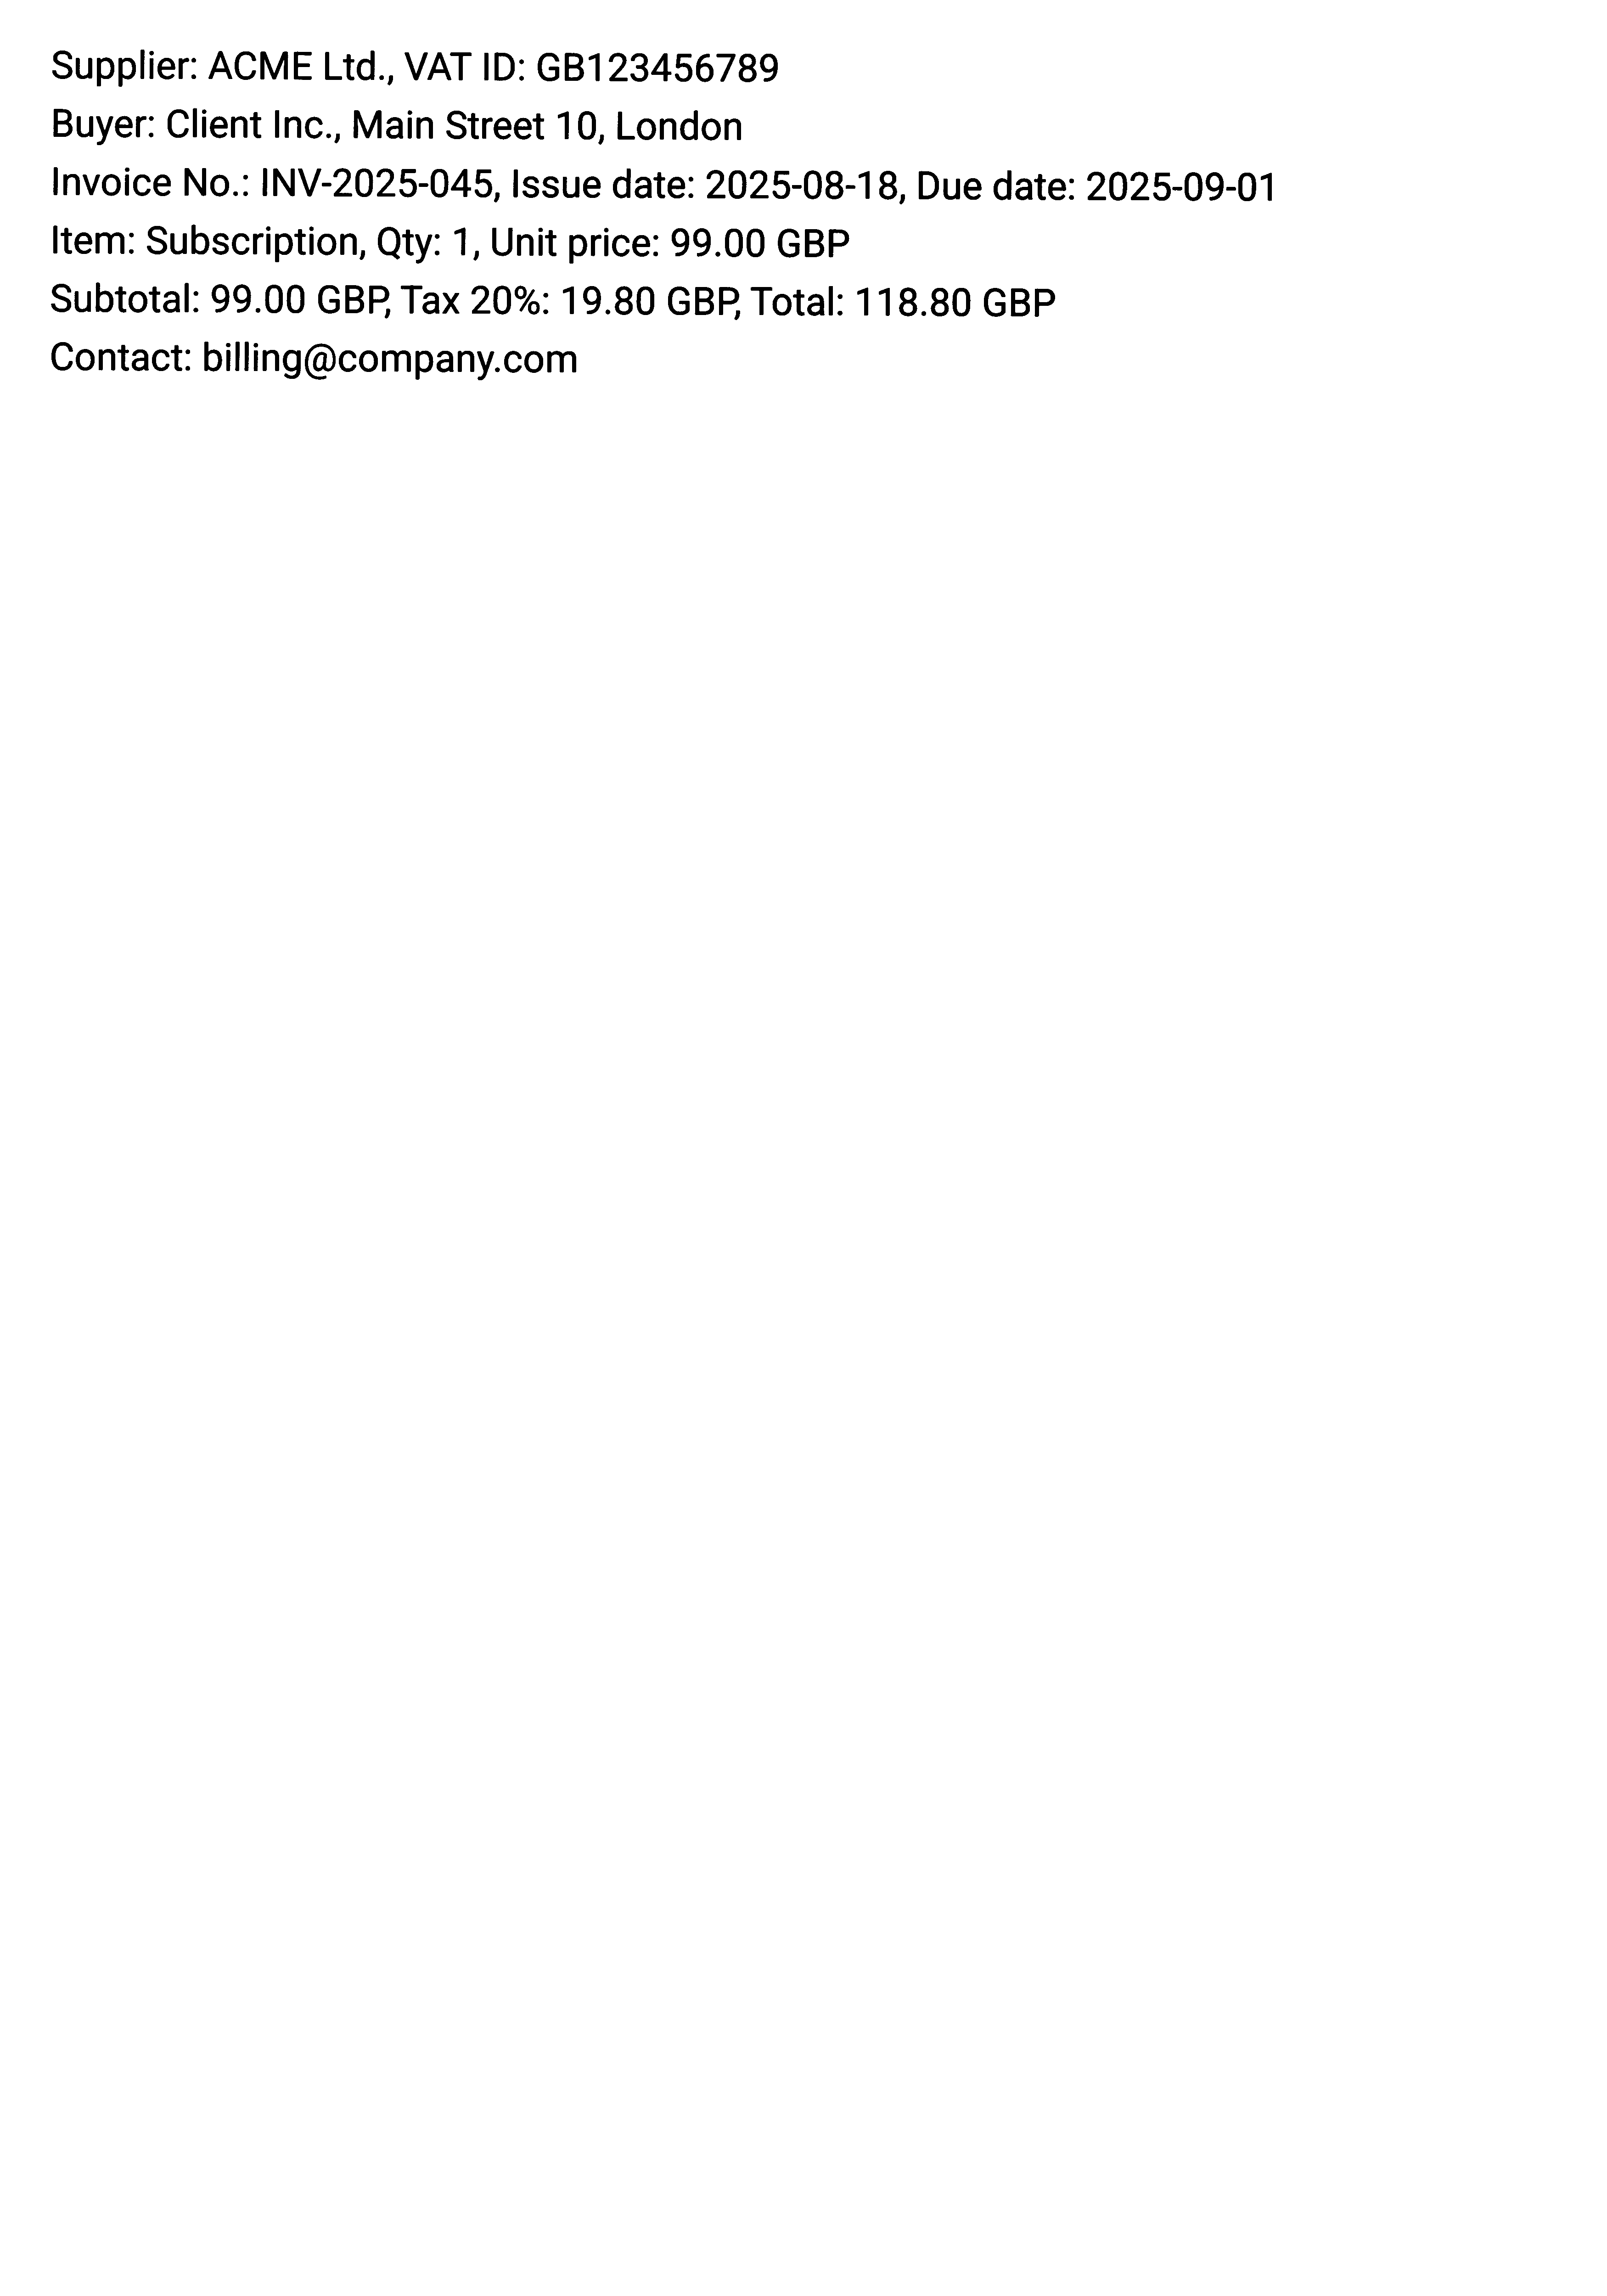 Supplier: ACME Ltd., VAT ID: GB123456789
Buyer: Client Inc., Main Street 10, London
Invoice No.: INV-2025-045, Issue date: 2025-08-18, Due date: 2025-09-01
Item: Subscription, Qty: 1, Unit price: 99.00 GBP
Subtotal: 99.00 GBP, Tax 20%: 19.80 GBP, Total: 118.80 GBP
Contact: billing@company.com